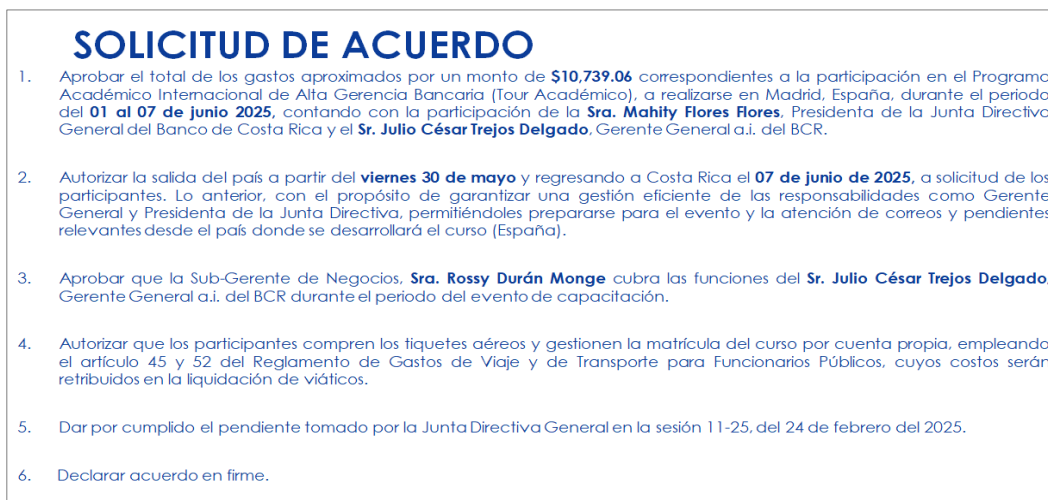 SOLICITUD DE ACUERDO
1. Aprobar el total de los gastos aproximados por un monto de $10,739.06 correspondientes a la participación en el Programa
Académico Internacional de Alta Gerencia Bancaria (Tour Académico), a realizarse en Madrid, España, durante el periodo
del 01 al 07 de junio 2025, contando con la participación de la Sra. Mahity Flores Flores, Presidenta de la Junta Directiva
General del Banco de Costa Rica y el Sr. Julio César Trejos Delgado, Gerente General a.i. del BCR.
2. Autorizar la salida del país a partir del viernes 30 de mayo y regresando a Costa Rica el 07 de junio de 2025, a solicitud de los
participantes. Lo anterior, con el propósito de garantizar una gestión eficiente de las responsabilidades como Gerente
General y Presidenta de la Junta Directiva, permitiéndoles prepararse para el evento y la atención de correos y pendientes
relevantes desde el país donde se desarrollará el curso (España).
3. Aprobar que la Sub-Gerente de Negocios, Sra. Rossy Durán Monge cubra las funciones del Sr. Julio César Trejos Delgado,
Gerente General a.i. del BCR durante el periodo del evento de capacitación.
4. Autorizar que los participantes compren los tiquetes aéreos y gestionen la matrícula del curso por cuenta propia, empleando
el artículo 45 y 52 del Reglamento de Gastos de Viaje y de Transporte para Funcionarios Públicos, cuyos costos serán
retribuidos en la liquidación de viáticos.
5. Dar por cumplido el pendiente tomado por la Junta Directiva General en la sesión 11-25, del 24 de febrero del 2025.
6. Declarar acuerdo en firme.